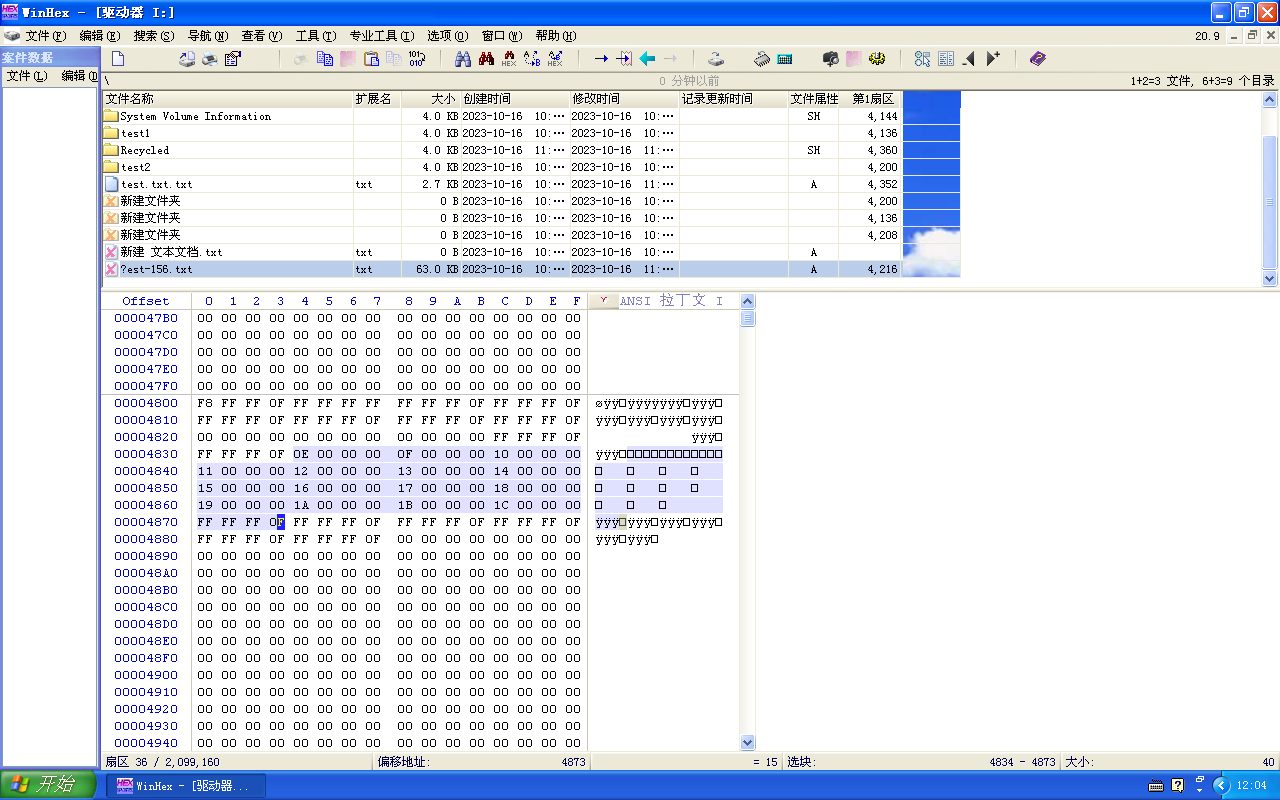 WinHex - [驱动器 I:]
文件(F) 编辑(E) 搜索(S) 导航(N) 查看(V) 工具(T) 专业工具(I) 选项(O) 窗口(W) 帮助(H) 20.9
案件数据
文件(L) 编辑(D
\ 0 分钟以前 1+2=3 文件, 6+3=9 个目录
文件名称 扩展名 大小 创建时间 修改时间 记录更新时间 文件属性 第1扇区
System Volume Information 4.0 KB 2023-10-16 10:… 2023-10-16 10:… SH 4,144
test1 4.0 KB 2023-10-16 10:… 2023-10-16 10:… 4,136
Recycled 4.0 KB 2023-10-16 11:… 2023-10-16 11:… SH 4,360
test2 4.0 KB 2023-10-16 10:… 2023-10-16 10:… 4,200
test.txt.txt txt 2.7 KB 2023-10-16 10:… 2023-10-16 11:… A 4,352
新建文件夹 0 B 2023-10-16 10:… 2023-10-16 10:… 4,200
新建文件夹 0 B 2023-10-16 10:… 2023-10-16 10:… 4,136
新建文件夹 0 B 2023-10-16 10:… 2023-10-16 10:… 4,208
新建 文本文档.txt txt 0 B 2023-10-16 10:… 2023-10-16 10:… A
?est-156.txt txt 63.0 KB 2023-10-16 10:… 2023-10-16 11:… A 4,216
Offset 0 1 2 3 4 5 6 7 8 9 A B C D E F ANSI 拉丁文 I
000047B0 00 00 00 00 00 00 00 00 00 00 00 00 00 00 00 00
000047C0 00 00 00 00 00 00 00 00 00 00 00 00 00 00 00 00
000047D0 00 00 00 00 00 00 00 00 00 00 00 00 00 00 00 00
000047E0 00 00 00 00 00 00 00 00 00 00 00 00 00 00 00 00
000047F0 00 00 00 00 00 00 00 00 00 00 00 00 00 00 00 00
00004800 F8 FF FF 0F FF FF FF FF FF FF FF 0F FF FF FF 0F øÿÿ□ÿÿÿÿÿÿÿ□ÿÿÿ□
00004810 FF FF FF 0F FF FF FF 0F FF FF FF 0F FF FF FF 0F ÿÿÿ□ÿÿÿ□ÿÿÿ□ÿÿÿ□
00004820 00 00 00 00 00 00 00 00 00 00 00 00 FF FF FF 0F ÿÿÿ□
00004830 FF FF FF 0F 0E 00 00 00 0F 00 00 00 10 00 00 00 ÿÿÿ□□□□□□□□□□□□□
00004840 11 00 00 00 12 00 00 00 13 00 00 00 14 00 00 00 □ □ □ □
00004850 15 00 00 00 16 00 00 00 17 00 00 00 18 00 00 00 □ □ □ □
00004860 19 00 00 00 1A 00 00 00 1B 00 00 00 1C 00 00 00 □ □ □
00004870 FF FF FF 0F FF FF FF 0F FF FF FF 0F FF FF FF 0F ÿÿÿ□ÿÿÿ□ÿÿÿ□ÿÿÿ□
00004880 FF FF FF 0F FF FF FF 0F 00 00 00 00 00 00 00 00 ÿÿÿ□ÿÿÿ□
00004890 00 00 00 00 00 00 00 00 00 00 00 00 00 00 00 00
000048A0 00 00 00 00 00 00 00 00 00 00 00 00 00 00 00 00
000048B0 00 00 00 00 00 00 00 00 00 00 00 00 00 00 00 00
000048C0 00 00 00 00 00 00 00 00 00 00 00 00 00 00 00 00
000048D0 00 00 00 00 00 00 00 00 00 00 00 00 00 00 00 00
000048E0 00 00 00 00 00 00 00 00 00 00 00 00 00 00 00 00
000048F0 00 00 00 00 00 00 00 00 00 00 00 00 00 00 00 00
00004900 00 00 00 00 00 00 00 00 00 00 00 00 00 00 00 00
00004910 00 00 00 00 00 00 00 00 00 00 00 00 00 00 00 00
00004920 00 00 00 00 00 00 00 00 00 00 00 00 00 00 00 00
00004930 00 00 00 00 00 00 00 00 00 00 00 00 00 00 00 00
00004940 00 00 00 00 00 00 00 00 00 00 00 00 00 00 00 00
扇区 36 / 2,099,160 偏移地址: 4873 = 15 选块: 4834 - 4873 大小: 40
开始 WinHex - [驱动器... 12:04